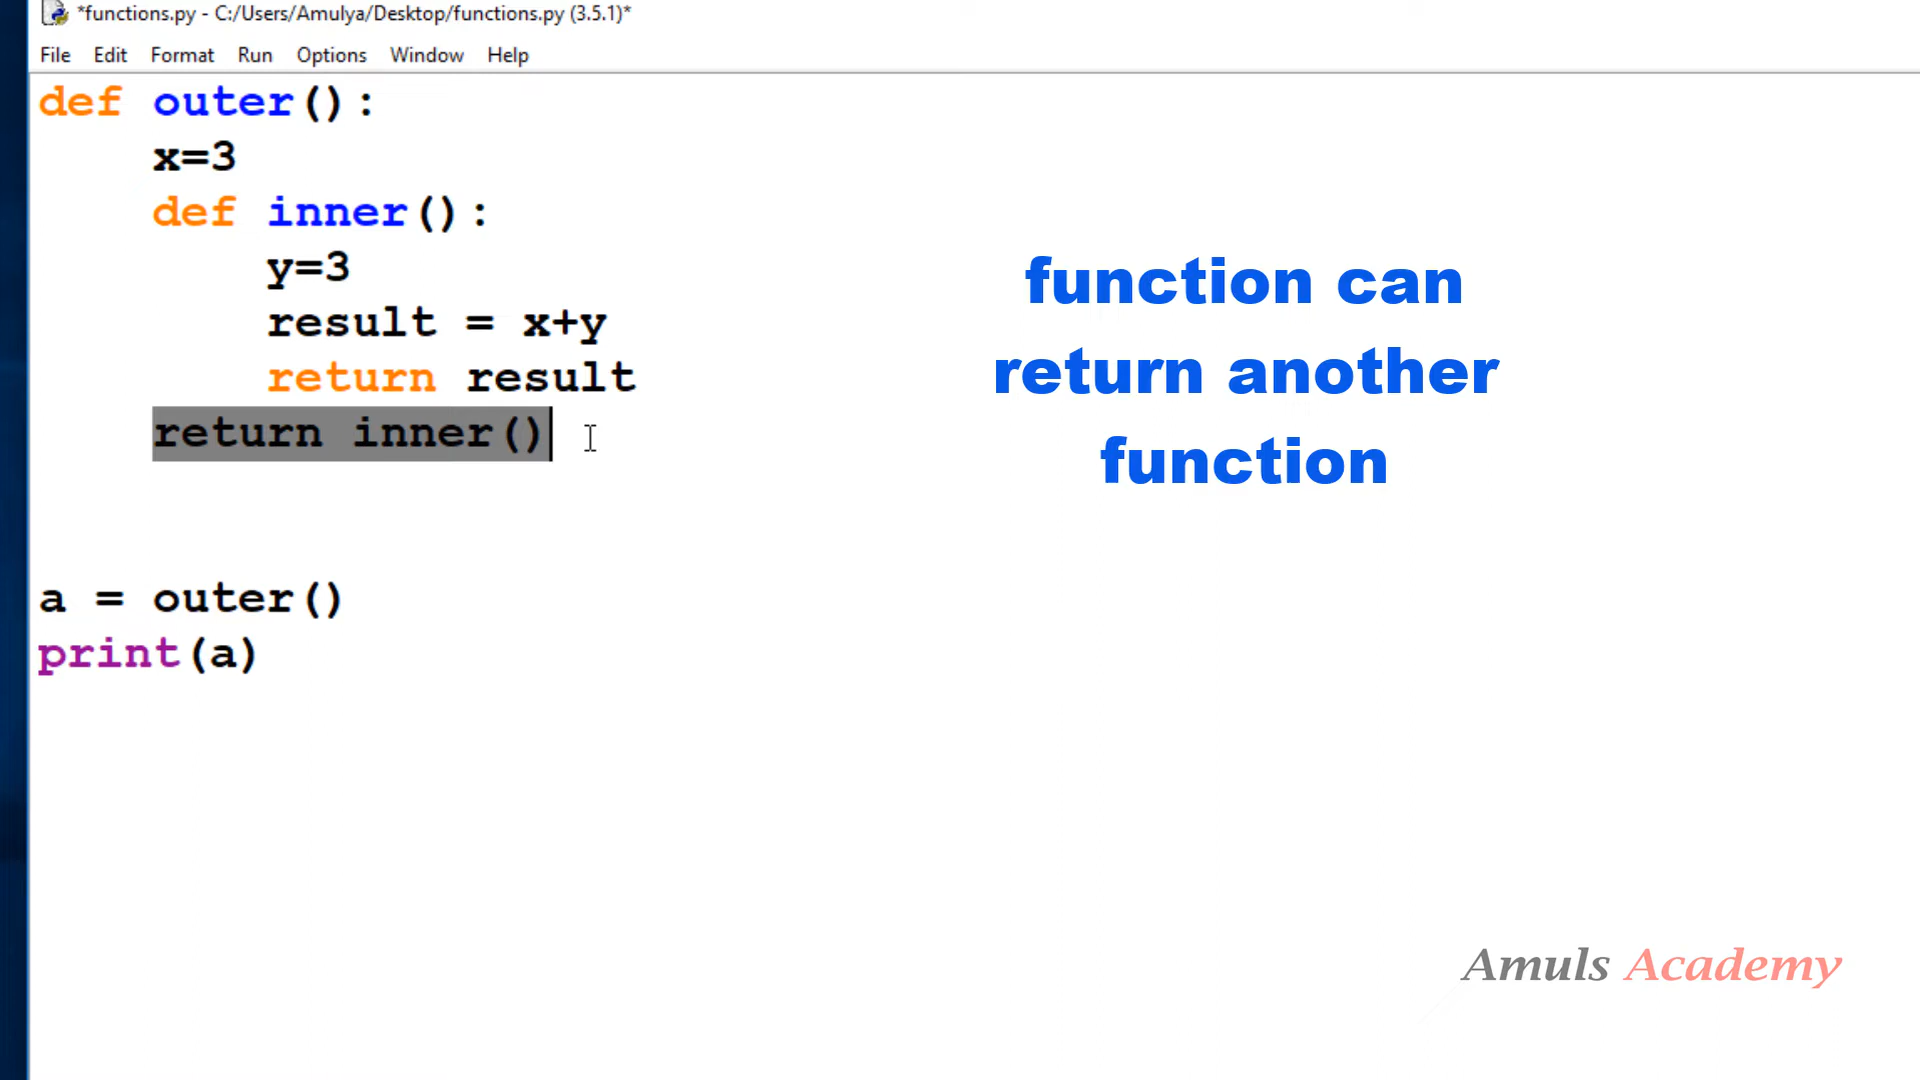 *functions.py - C:/Users/Amulya/Desktop/functions.py (3.5.1)*
File Edit Format Run Options Window Help
def outer():
    x=3
    def inner():
        y=3
        result = x+y
        return result
    return inner()
a = outer()
print(a)
function can
return another
function
Amuls Academy